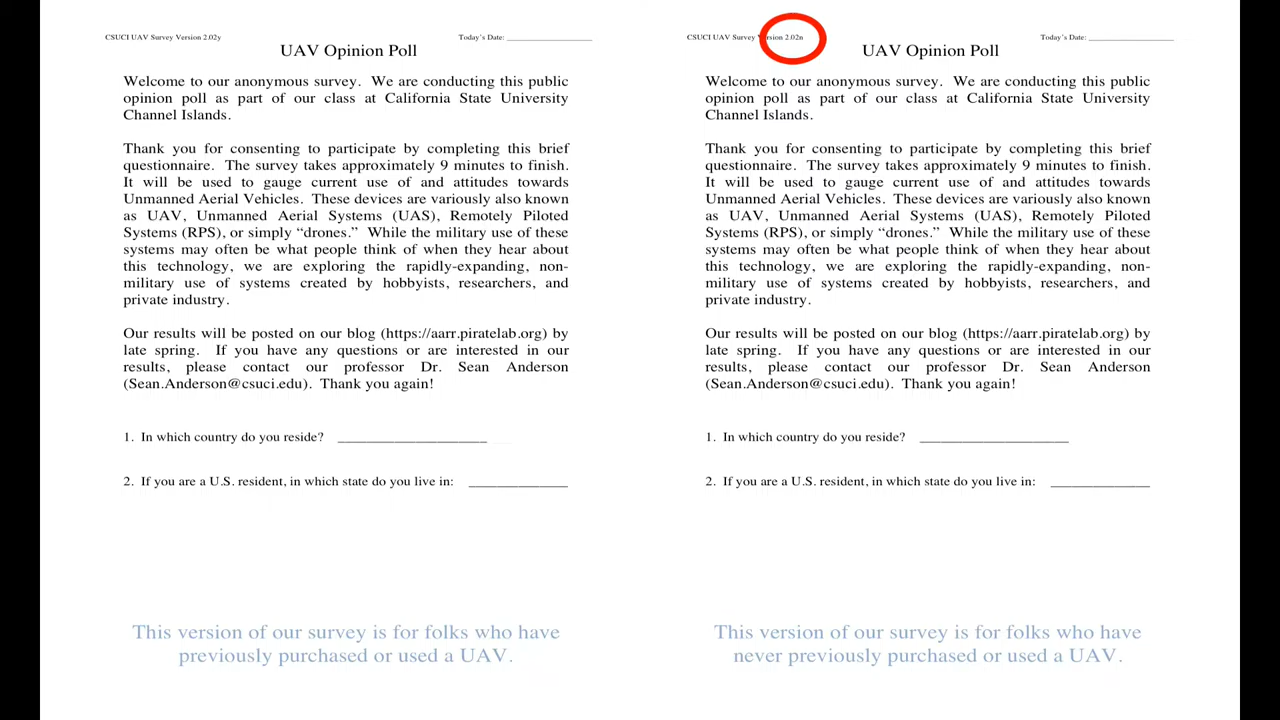 CSUCI UAV Survey Version 2.02y Today's Date: ____________________
UAV Opinion Poll
Welcome to our anonymous survey. We are conducting this public
opinion poll as part of our class at California State University
Channel Islands.
Thank you for consenting to participate by completing this brief
questionnaire. The survey takes approximately 9 minutes to finish.
It will be used to gauge current use of and attitudes towards
Unmanned Aerial Vehicles. These devices are variously also known
as UAV, Unmanned Aerial Systems (UAS), Remotely Piloted
Systems (RPS), or simply “drones.” While the military use of these
systems may often be what people think of when they hear about
this technology, we are exploring the rapidly-expanding, non-
military use of systems created by hobbyists, researchers, and
private industry.
Our results will be posted on our blog (https://aarr.piratelab.org) by
late spring. If you have any questions or are interested in our
results, please contact our professor Dr. Sean Anderson
(Sean.Anderson@csuci.edu). Thank you again!
1. In which country do you reside? _____________________
2. If you are a U.S. resident, in which state do you live in: ______________
This version of our survey is for folks who have
previously purchased or used a UAV.
CSUCI UAV Survey Version 2.02n Today's Date: ____________________
UAV Opinion Poll
Welcome to our anonymous survey. We are conducting this public
opinion poll as part of our class at California State University
Channel Islands.
Thank you for consenting to participate by completing this brief
questionnaire. The survey takes approximately 9 minutes to finish.
It will be used to gauge current use of and attitudes towards
Unmanned Aerial Vehicles. These devices are variously also known
as UAV, Unmanned Aerial Systems (UAS), Remotely Piloted
Systems (RPS), or simply “drones.” While the military use of these
systems may often be what people think of when they hear about
this technology, we are exploring the rapidly-expanding, non-
military use of systems created by hobbyists, researchers, and
private industry.
Our results will be posted on our blog (https://aarr.piratelab.org) by
late spring. If you have any questions or are interested in our
results, please contact our professor Dr. Sean Anderson
(Sean.Anderson@csuci.edu). Thank you again!
1. In which country do you reside? _____________________
2. If you are a U.S. resident, in which state do you live in: ______________
This version of our survey is for folks who have
never previously purchased or used a UAV.